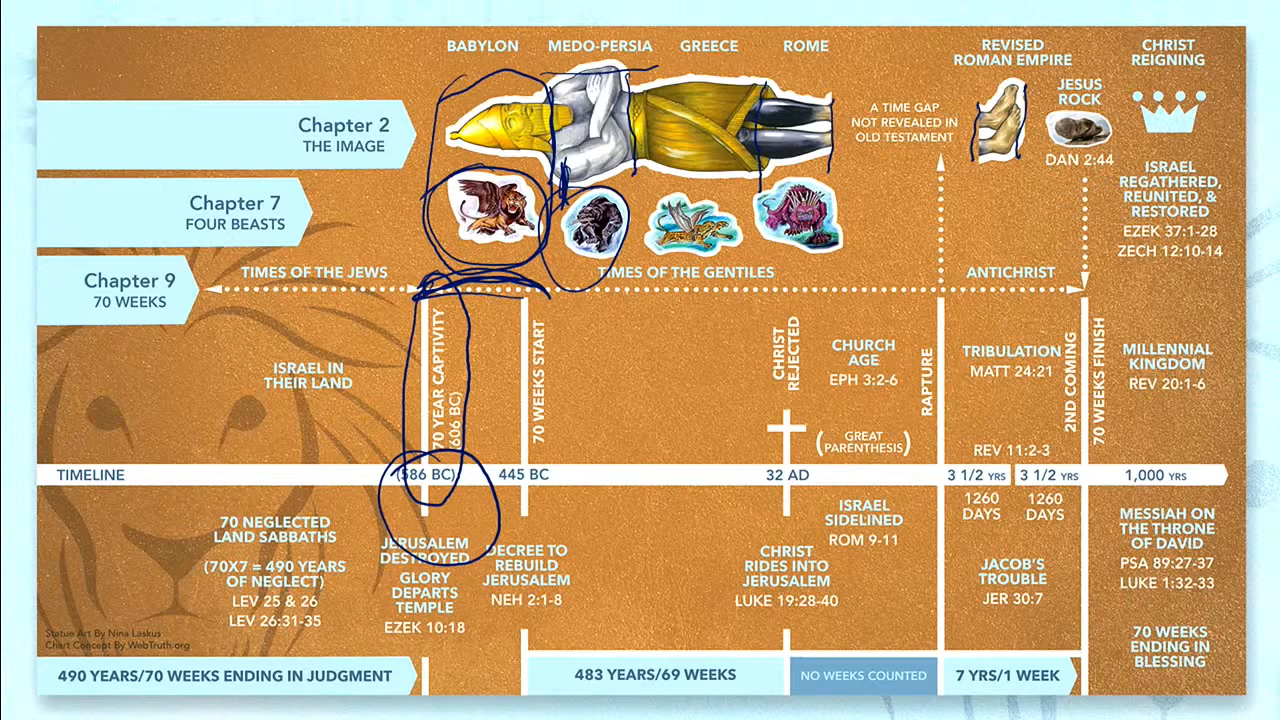 BABYLON
MEDO-PERSIA
GREECE
ROME
REVISED
ROMAN EMPIRE
CHRIST
REIGNING
JESUS
ROCK
DAN 2:44
A TIME GAP
NOT REVEALED IN
OLD TESTAMENT
Chapter 2
THE IMAGE
Chapter 7
FOUR BEASTS
ISRAEL
REGATHERED,
REUNITED, &
RESTORED
EZEK 37:1-28
ZECH 12:10-14
Chapter 9
70 WEEKS
TIMES OF THE JEWS
TIMES OF THE GENTILES
ANTICHRIST
ISRAEL IN
THEIR LAND
70 YEAR CAPTIVITY
(606 BC)
70 WEEKS START
CHRIST
REJECTED
CHURCH
AGE
EPH 3:2-6
(GREAT
PARENTHESIS)
RAPTURE
TRIBULATION
MATT 24:21
REV 11:2-3
2ND COMING
70 WEEKS FINISH
MILLENNIAL
KINGDOM
REV 20:1-6
TIMELINE
(586 BC)
445 BC
32 AD
3 1/2 YRS
3 1/2 YRS
1,000 YRS
70 NEGLECTED
LAND SABBATHS
(70X7 = 490 YEARS
OF NEGLECT)
LEV 25 & 26
LEV 26:31-35
JERUSALEM
DESTROYED
GLORY
DEPARTS
TEMPLE
EZEK 10:18
DECREE TO
REBUILD
JERUSALEM
NEH 2:1-8
CHRIST
RIDES INTO
JERUSALEM
LUKE 19:28-40
ISRAEL
SIDELINED
ROM 9-11
1260
DAYS
1260
DAYS
JACOB'S
TROUBLE
JER 30:7
MESSIAH ON
THE THRONE
OF DAVID
PSA 89:27-37
LUKE 1:32-33
70 WEEKS
ENDING IN
BLESSING
Statue Art By Nina Laskus
Chart Concept By WebTruth.org
490 YEARS/70 WEEKS ENDING IN JUDGMENT
483 YEARS/69 WEEKS
NO WEEKS COUNTED
7 YRS/1 WEEK